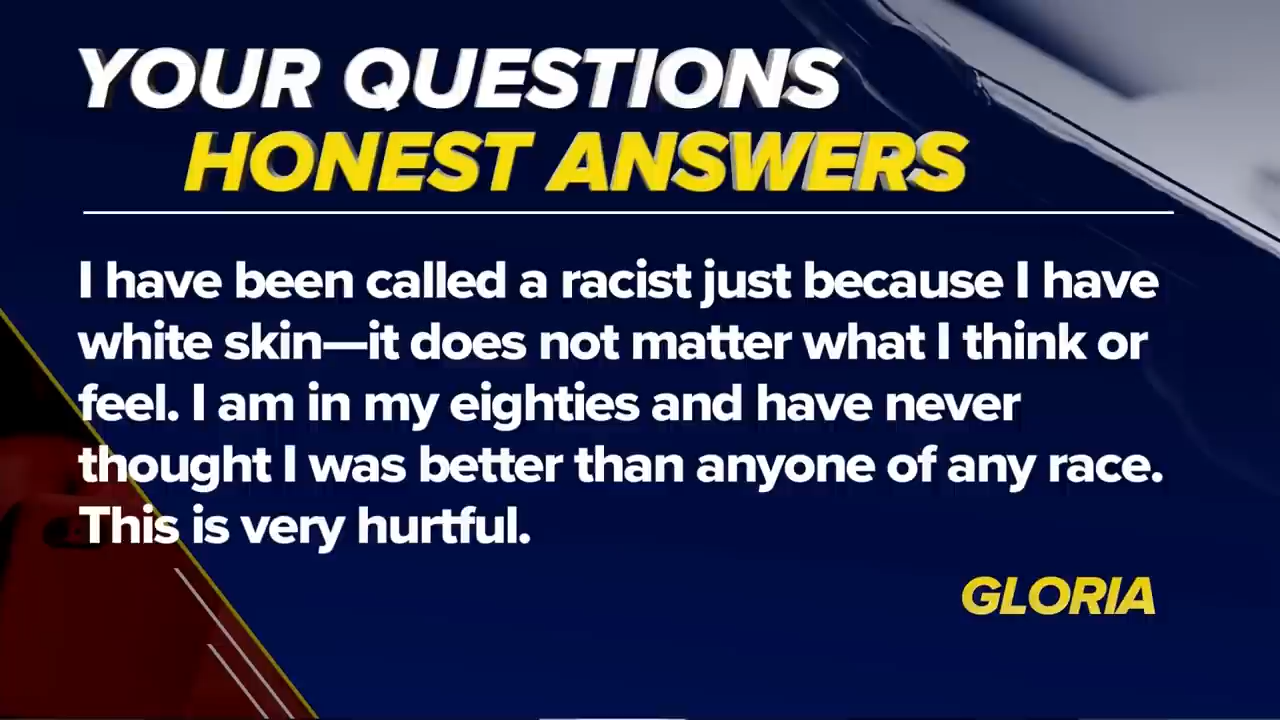 YOUR QUESTIONS
HONEST ANSWERS
I have been called a racist just because I have
white skin—it does not matter what I think or
feel. I am in my eighties and have never
thought I was better than anyone of any race.
This is very hurtful.
GLORIA